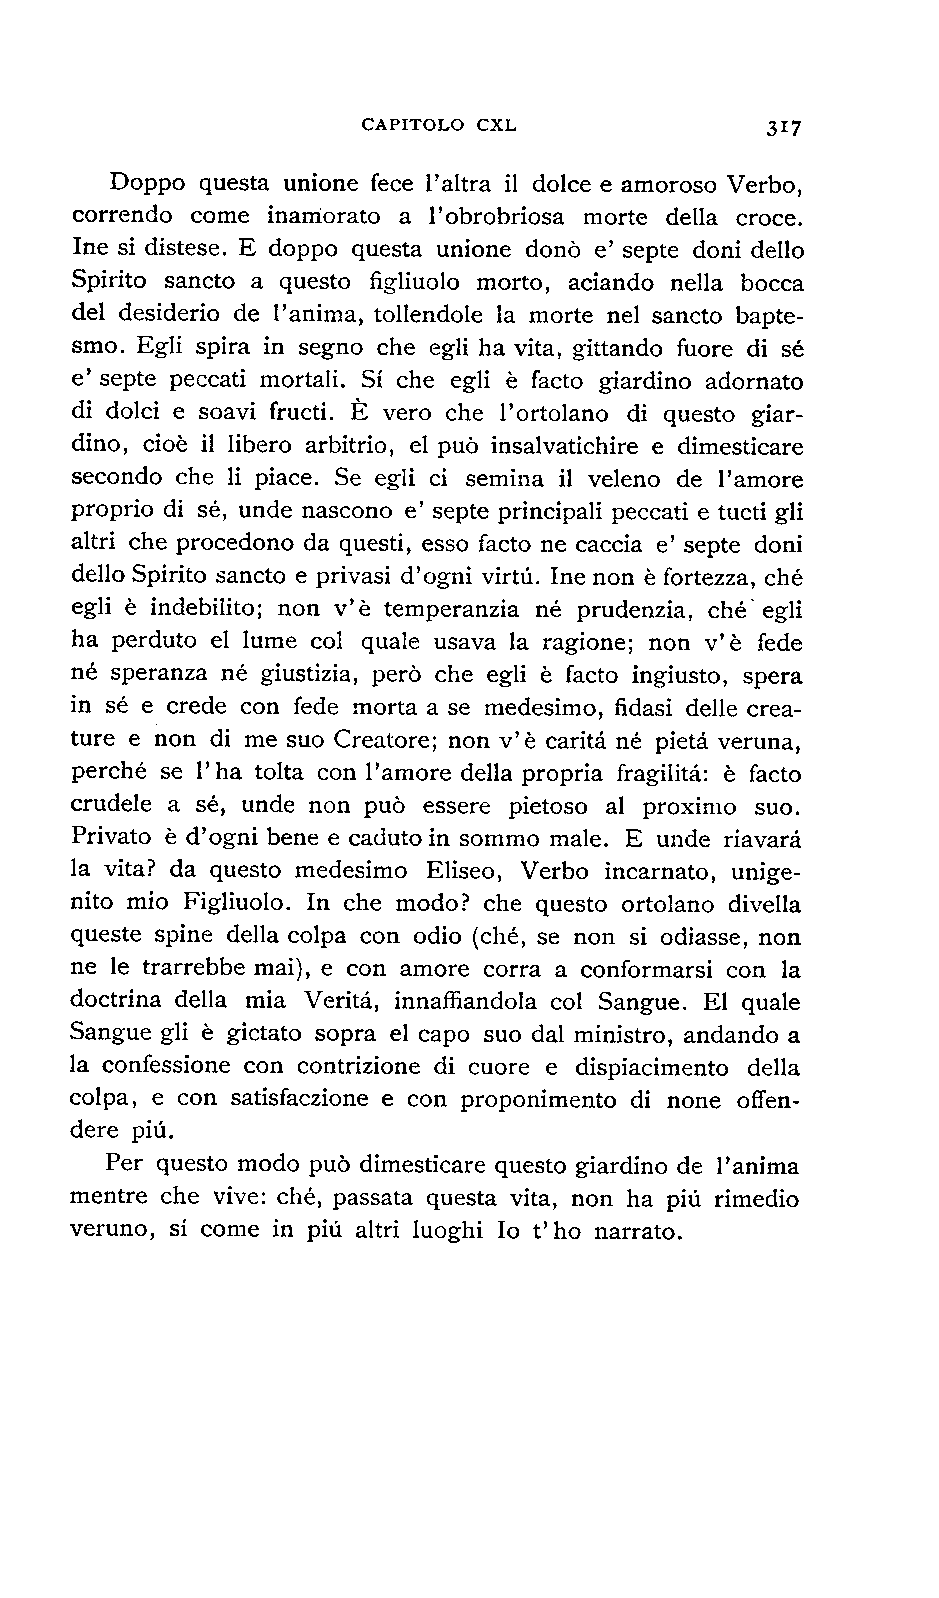 CAPITOLO CXL 317
Doppo questa unione fece l'altra il dolce e amoroso Verbo,
correndo come inamorato a l'obrobriosa morte della croce.
Ine si distese. E doppo questa unione donò e' septe doni dello
Spirito sancto a questo figliuolo morto, aciando nella bocca
del desiderio de l'anima, tollendole la morte nel sancto bapte-
smo. Egli spira in segno che egli ha vita, gittando fuore di sé
e' septe peccati mortali. Sí che egli è facto giardino adornato
di dolci e soavi fructi. È vero che l'ortolano di questo giar-
dino, cioè il libero arbitrio, el può insalvatichire e dimesticare
secondo che li piace. Se egli ci semina il veleno de l'amore
proprio di sé, unde nascono e' septe principali peccati e tucti gli
altri che procedono da questi, esso facto ne caccia e' septe doni
dello Spirito sancto e privasi d'ogni virtú. Ine non è fortezza, ché
egli è indebilito; non v'è temperanzia né prudenzia, ché egli
ha perduto el lume col quale usava la ragione; non v'è fede
né speranza né giustizia, però che egli è facto ingiusto, spera
in sé e crede con fede morta a se medesimo, fidasi delle crea-
ture e non di me suo Creatore; non v'è caritá né pietá veruna,
perché se l'ha tolta con l'amore della propria fragilitá: è facto
crudele a sé, unde non può essere pietoso al proximo suo.
Privato è d'ogni bene e caduto in sommo male. E unde riavará
la vita? da questo medesimo Eliseo, Verbo incarnato, unige-
nito mio Figliuolo. In che modo? che questo ortolano divella
queste spine della colpa con odio (ché, se non si odiasse, non
ne le trarrebbe mai), e con amore corra a conformarsi con la
doctrina della mia Veritá, innaffiandola col Sangue. El quale
Sangue gli è gictato sopra el capo suo dal ministro, andando a
la confessione con contrizione di cuore e dispiacimento della
colpa, e con satisfaczione e con proponimento di none offen-
dere piú.
Per questo modo può dimesticare questo giardino de l'anima
mentre che vive: ché, passata questa vita, non ha piú rimedio
veruno, sí come in piú altri luoghi Io t'ho narrato.